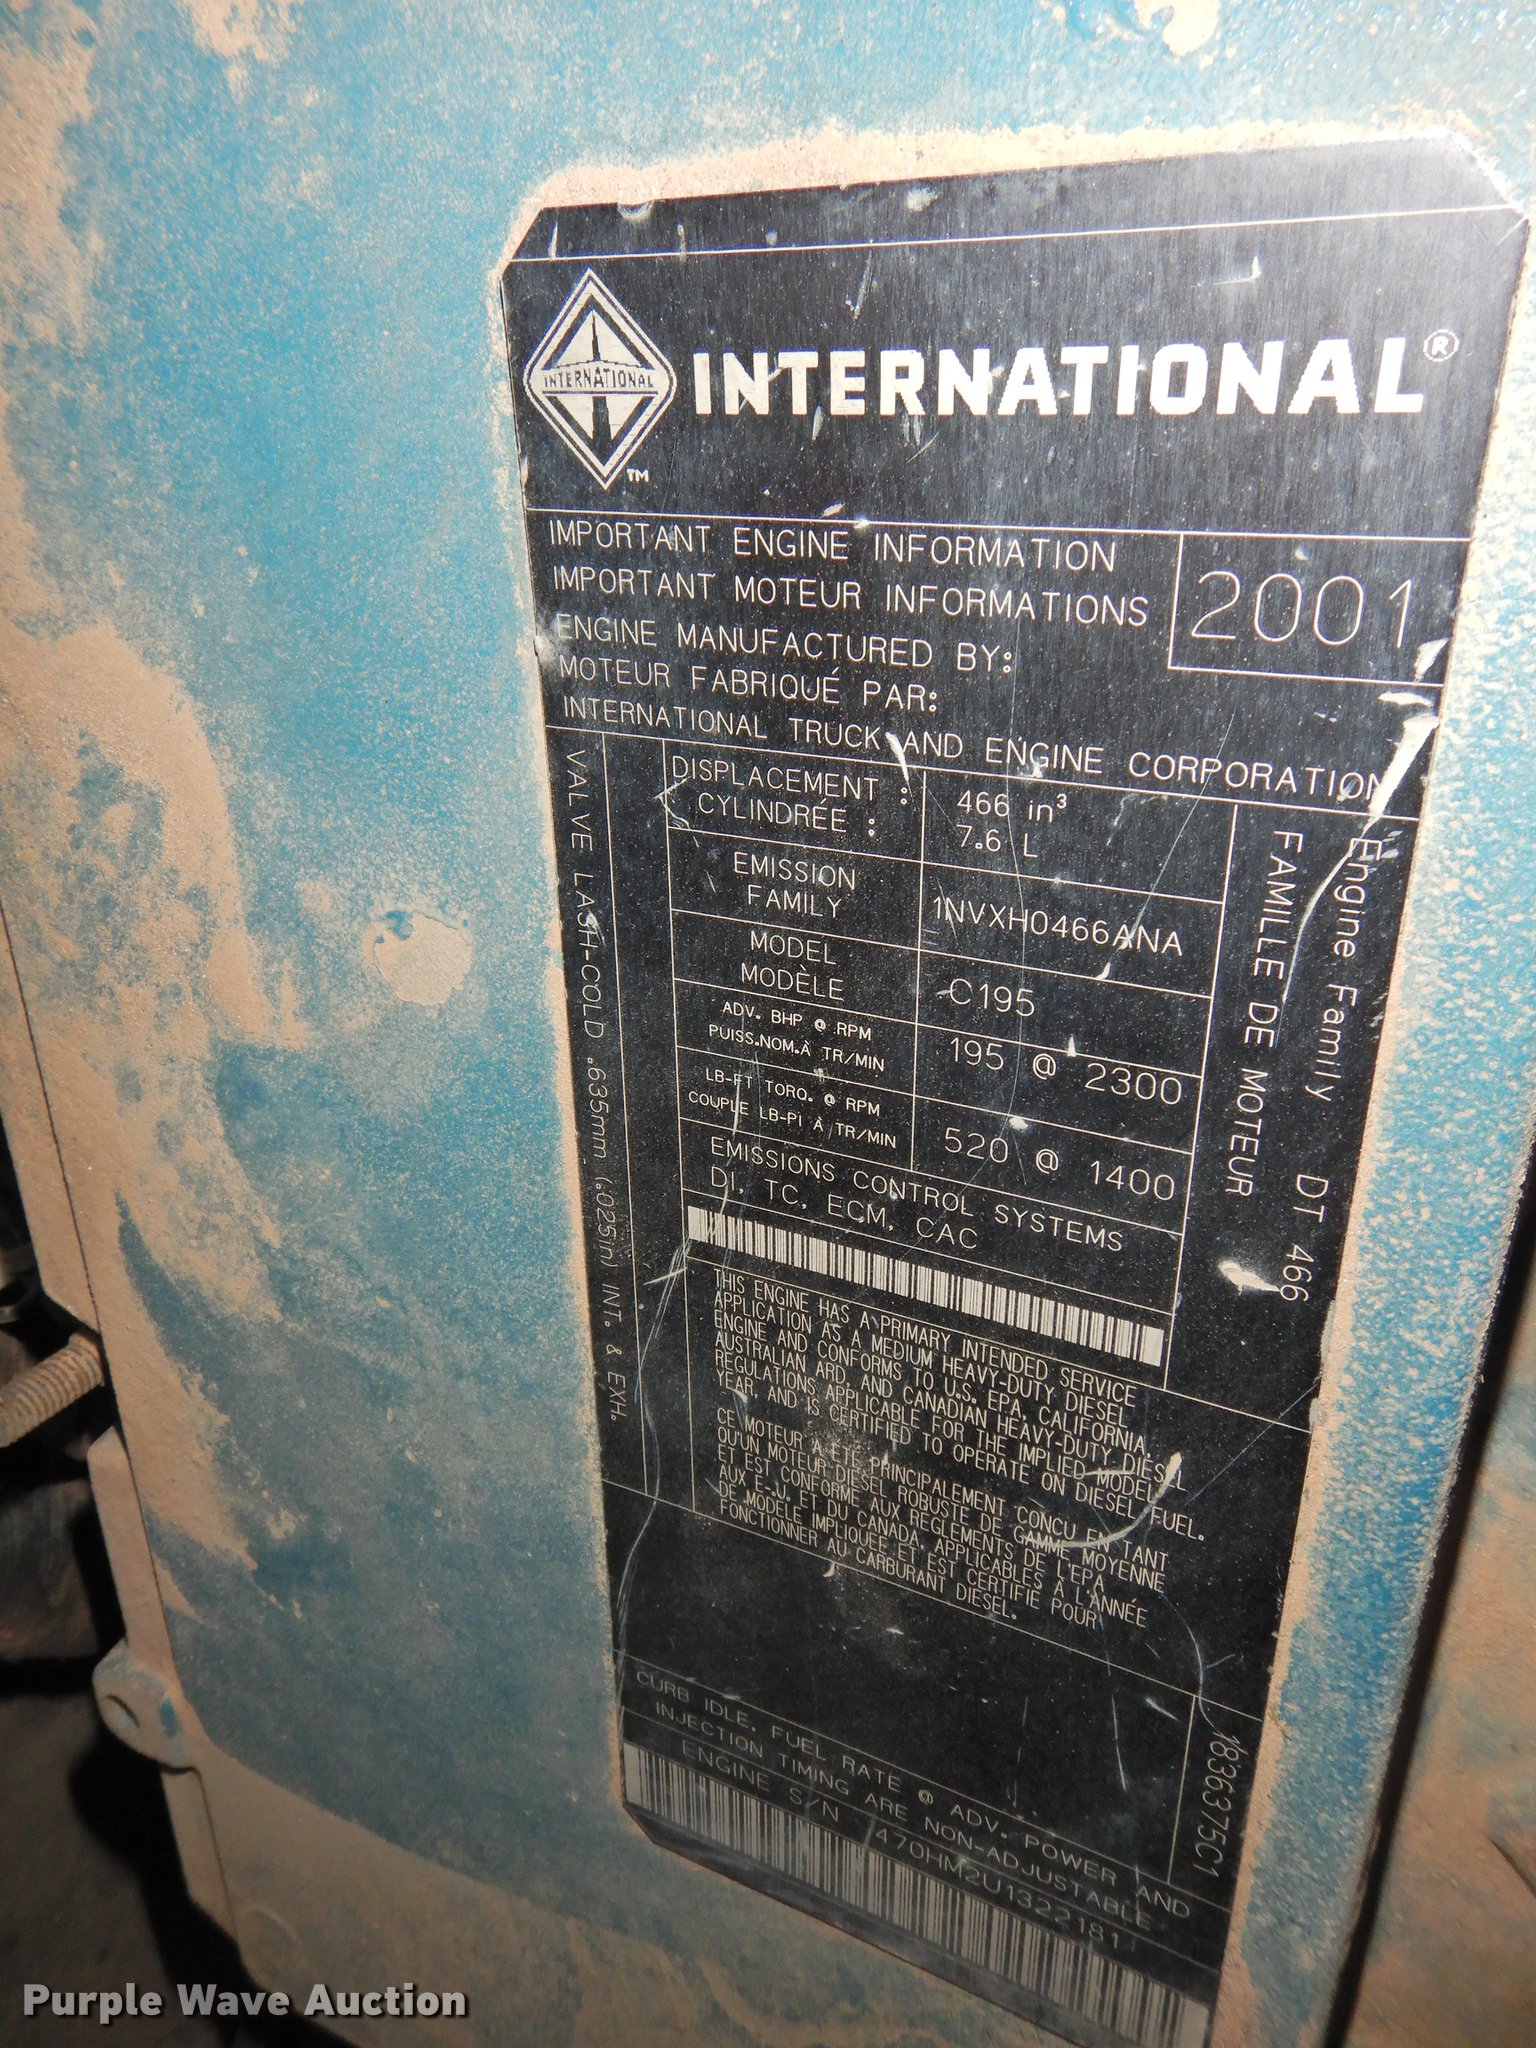 INTERNATIONAL
TM
INTERNATIONAL®
IMPORTANT ENGINE INFORMATION
IMPORTANT MOTEUR INFORMATIONS
2001
ENGINE MANUFACTURED BY:
MOTEUR FABRIQUÉ PAR:
INTERNATIONAL TRUCK AND ENGINE CORPORATION
VALVE LASH-COLD .635mm (.025in) INT. & EXH.
DISPLACEMENT :
CYLINDRÉE :
466 in³
7.6 L
EMISSION
FAMILY
1NVXH0466ANA
MODEL
MODÈLE
C195
ADV. BHP @ RPM
PUISS.NOM.À TR/MIN
195 @ 2300
LB-FT TORQ. @ RPM
COUPLE LB-PI À TR/MIN
520 @ 1400
EMISSIONS CONTROL SYSTEMS
DI, TC, ECM, CAC
Engine Family DT 466
FAMILLE DE MOTEUR
THIS ENGINE HAS A PRIMARY INTENDED SERVICE
APPLICATION AS A MEDIUM HEAVY-DUTY DIESEL
ENGINE AND CONFORMS TO U.S. EPA, CALIFORNIA,
AUSTRALIAN ARD, AND CANADIAN HEAVY-DUTY DIESEL
REGULATIONS APPLICABLE FOR THE IMPLIED MODEL
YEAR, AND IS CERTIFIED TO OPERATE ON DIESEL FUEL.
CE MOTEUR A ÉTÉ PRINCIPALEMENT CONCU EN TANT
QU'UN MOTEUR DIESEL ROBUSTE DE GAMME MOYENNE
ET EST CONFORME AUX REGLEMENTS DE L'EPA
AUX E.-U. ET DU CANADA, APPLICABLES À L'ANNÉE
DE MODÈLE IMPLIQUÉE ET EST CERTIFIÉ POUR
FONCTIONNER AU CARBURANT DIESEL.
1836375C1
CURB IDLE, FUEL RATE @ ADV. POWER AND
INJECTION TIMING ARE NON-ADJUSTABLE
ENGINE S/N 470HM2U1322181
Purple Wave Auction